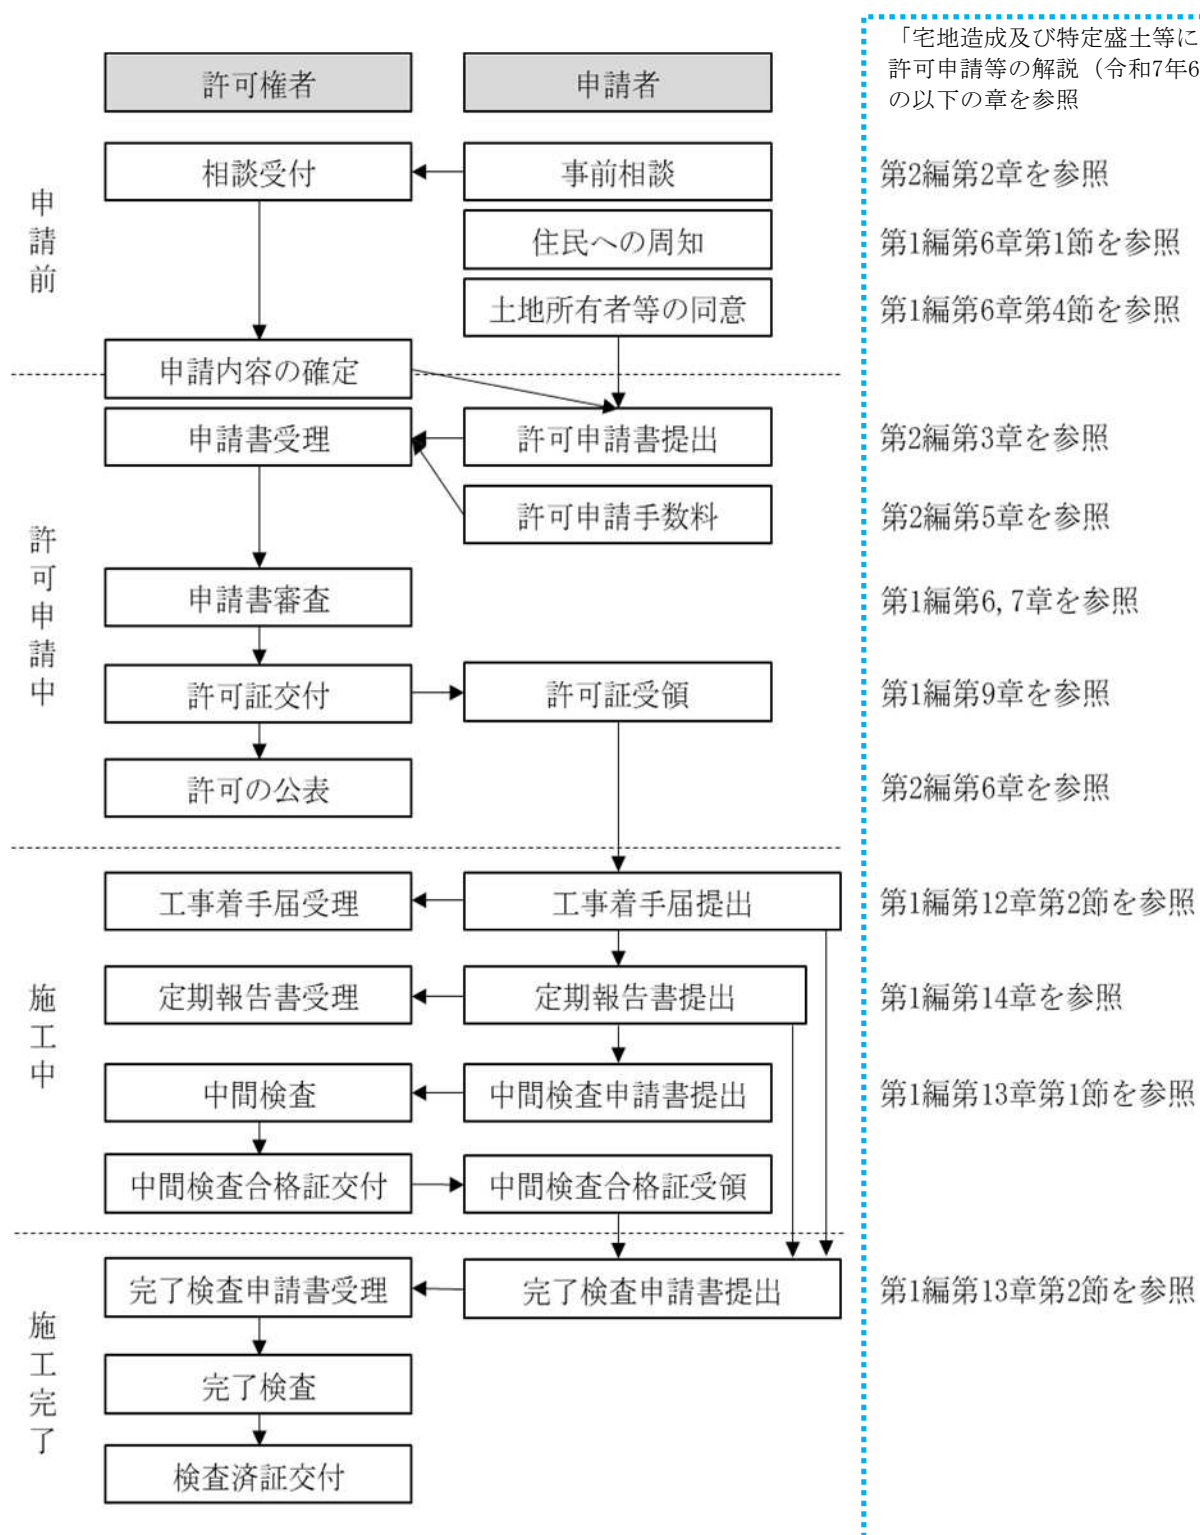 許可権者
申請者
「宅地造成及び特定盛土等に
許可申請等の解説（令和7年6
の以下の章を参照
申請前
相談受付
事前相談
第2編第2章を参照
住民への周知
第1編第6章第1節を参照
土地所有者等の同意
第1編第6章第4節を参照
申請内容の確定
許可申請中
申請書受理
許可申請書提出
第2編第3章を参照
許可申請手数料
第2編第5章を参照
申請書審査
第1編第6,7章を参照
許可証交付
許可証受領
第1編第9章を参照
許可の公表
第2編第6章を参照
施工中
工事着手届受理
工事着手届提出
第1編第12章第2節を参照
定期報告書受理
定期報告書提出
第1編第14章を参照
中間検査
中間検査申請書提出
第1編第13章第1節を参照
中間検査合格証交付
中間検査合格証受領
施工完了
完了検査申請書受理
完了検査申請書提出
第1編第13章第2節を参照
完了検査
検査済証交付